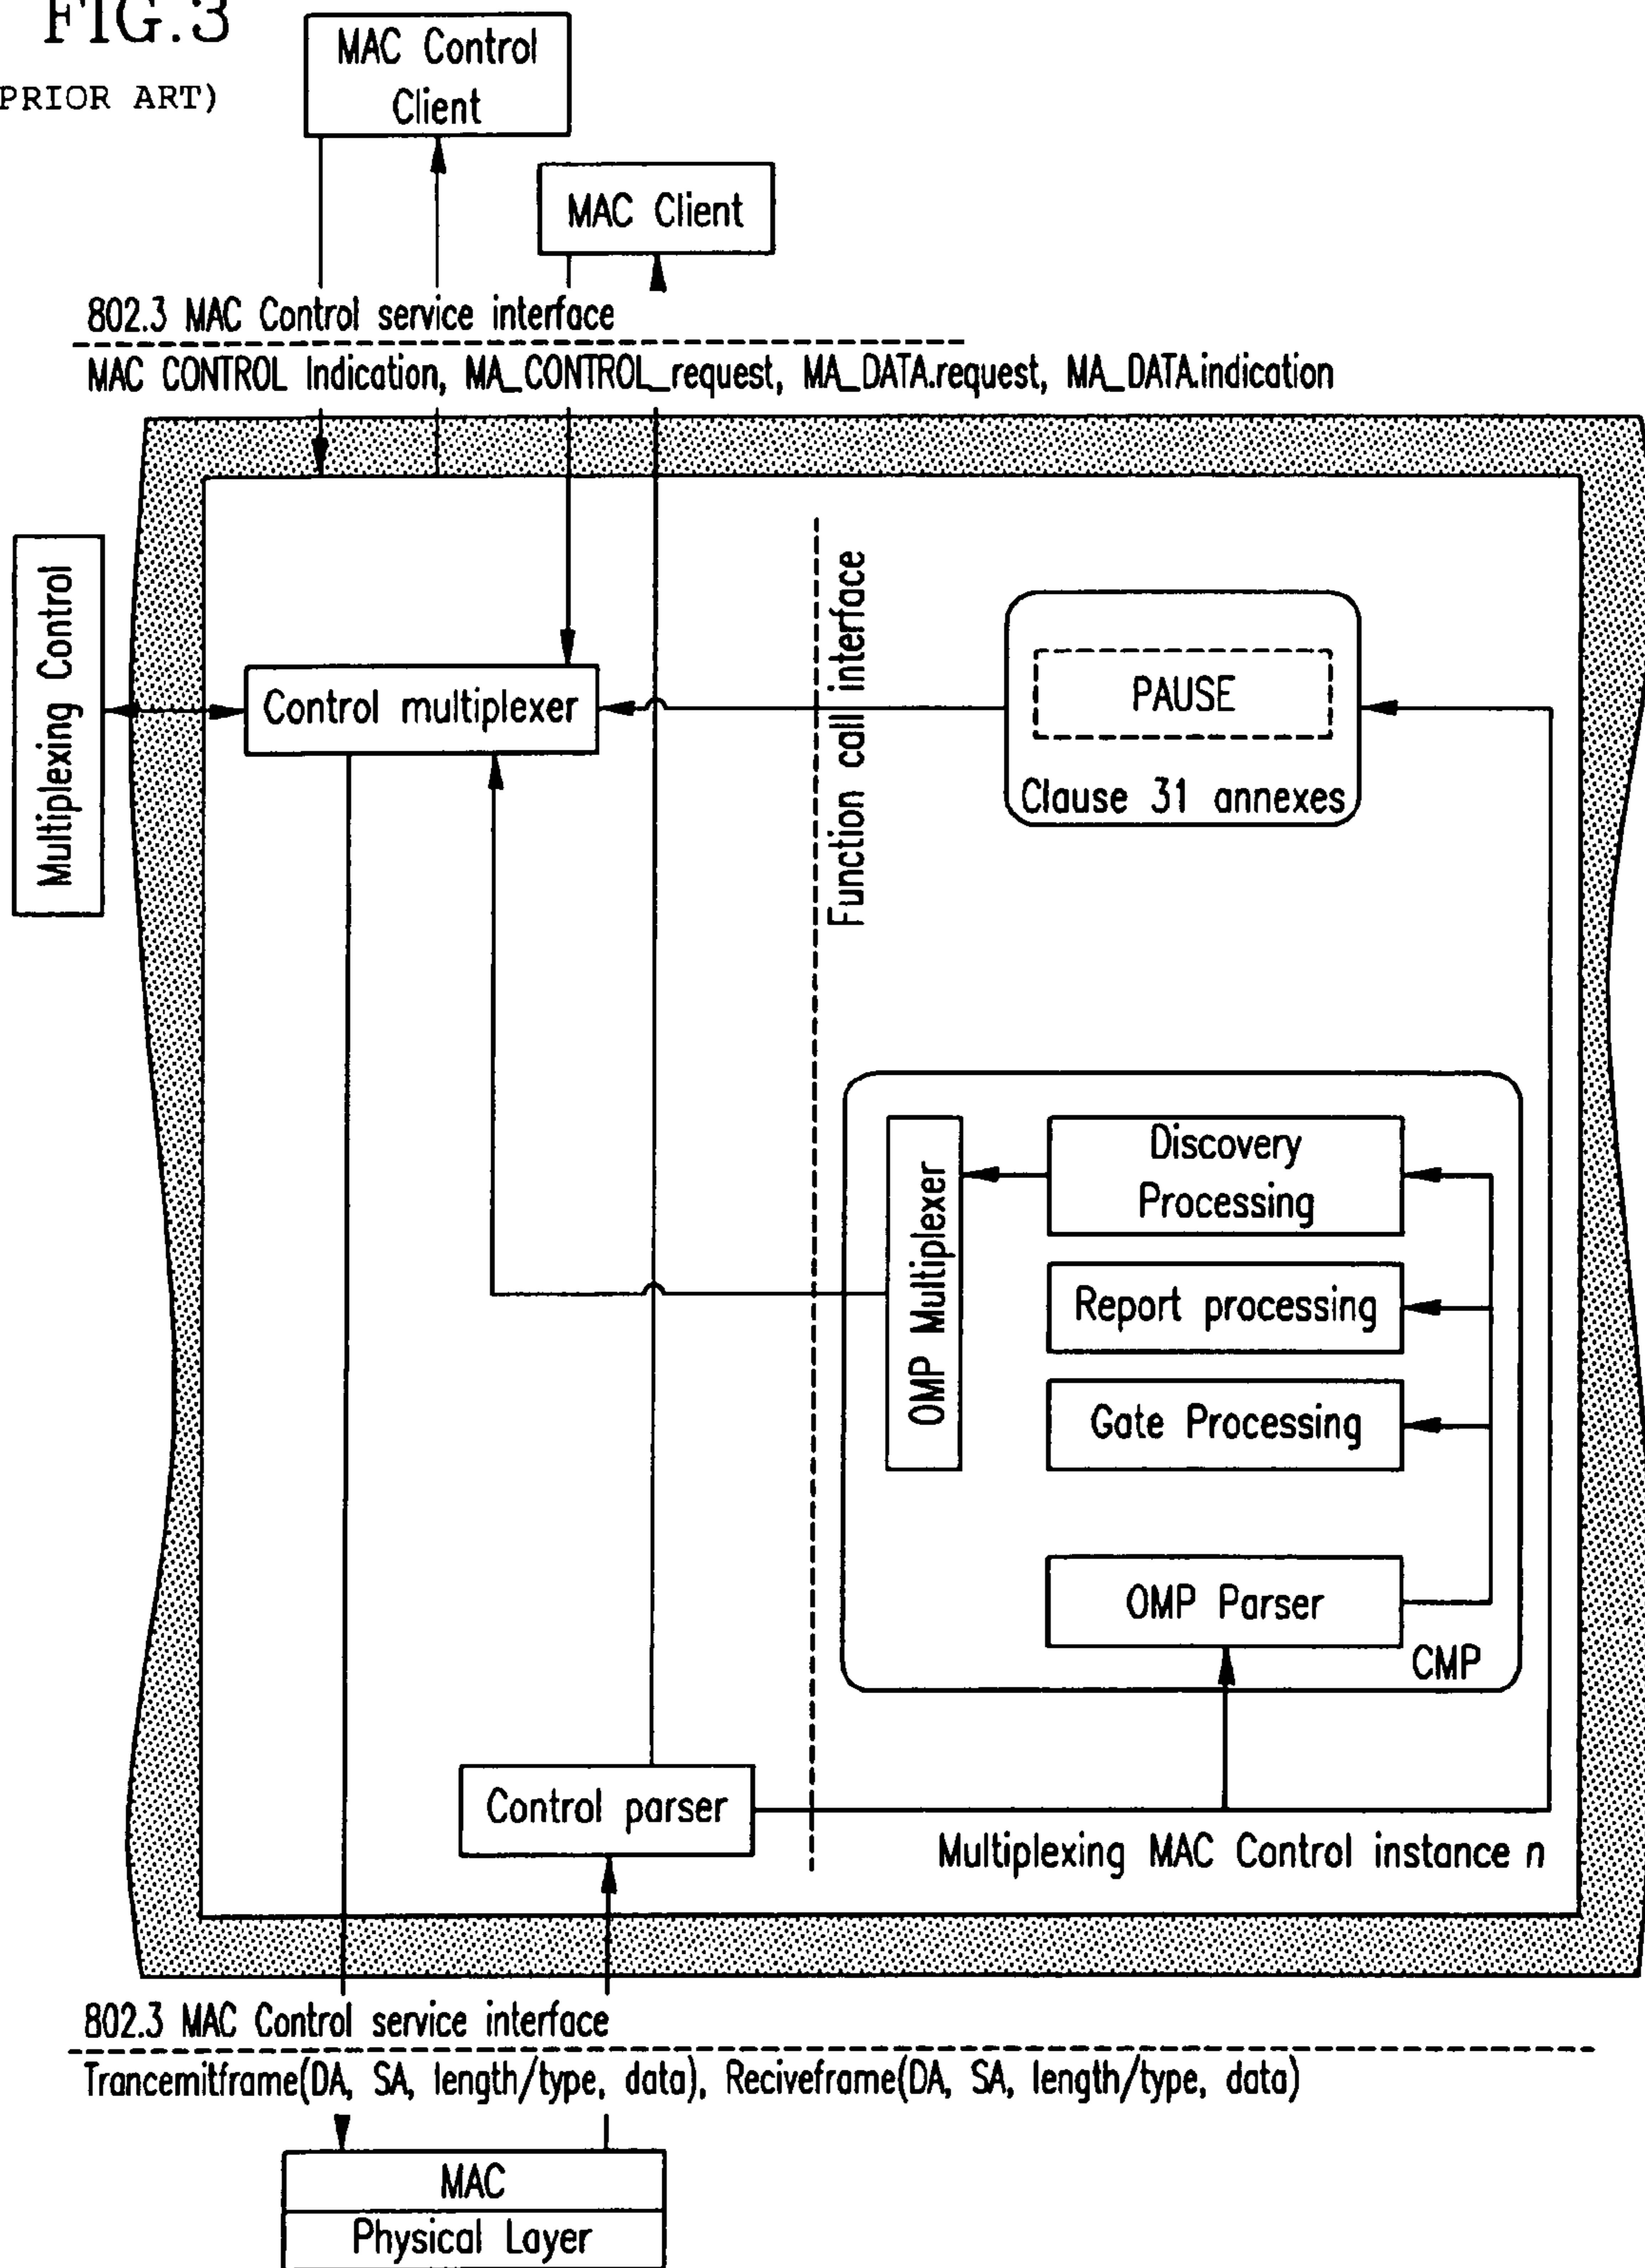 FIG.3
PRIOR ART)
MAC Control
Client
MAC Client
802.3 MAC Control service interface
MAC CONTROL Indication, MA_CONTROL_request, MA_DATA.request, MA_DATA.indication
Multiplexing Control
Control multiplexer
Function call interface
PAUSE
Clause 31 annexes
OMP Multiplexer
Discovery
Processing
Report processing
Gate Processing
OMP Parser
CMP
Control parser
Multiplexing MAC Control instance n
802.3 MAC Control service interface
Trancemitframe(DA, SA, length/type, data), Reciveframe(DA, SA, length/type, data)
MAC
Physical Layer